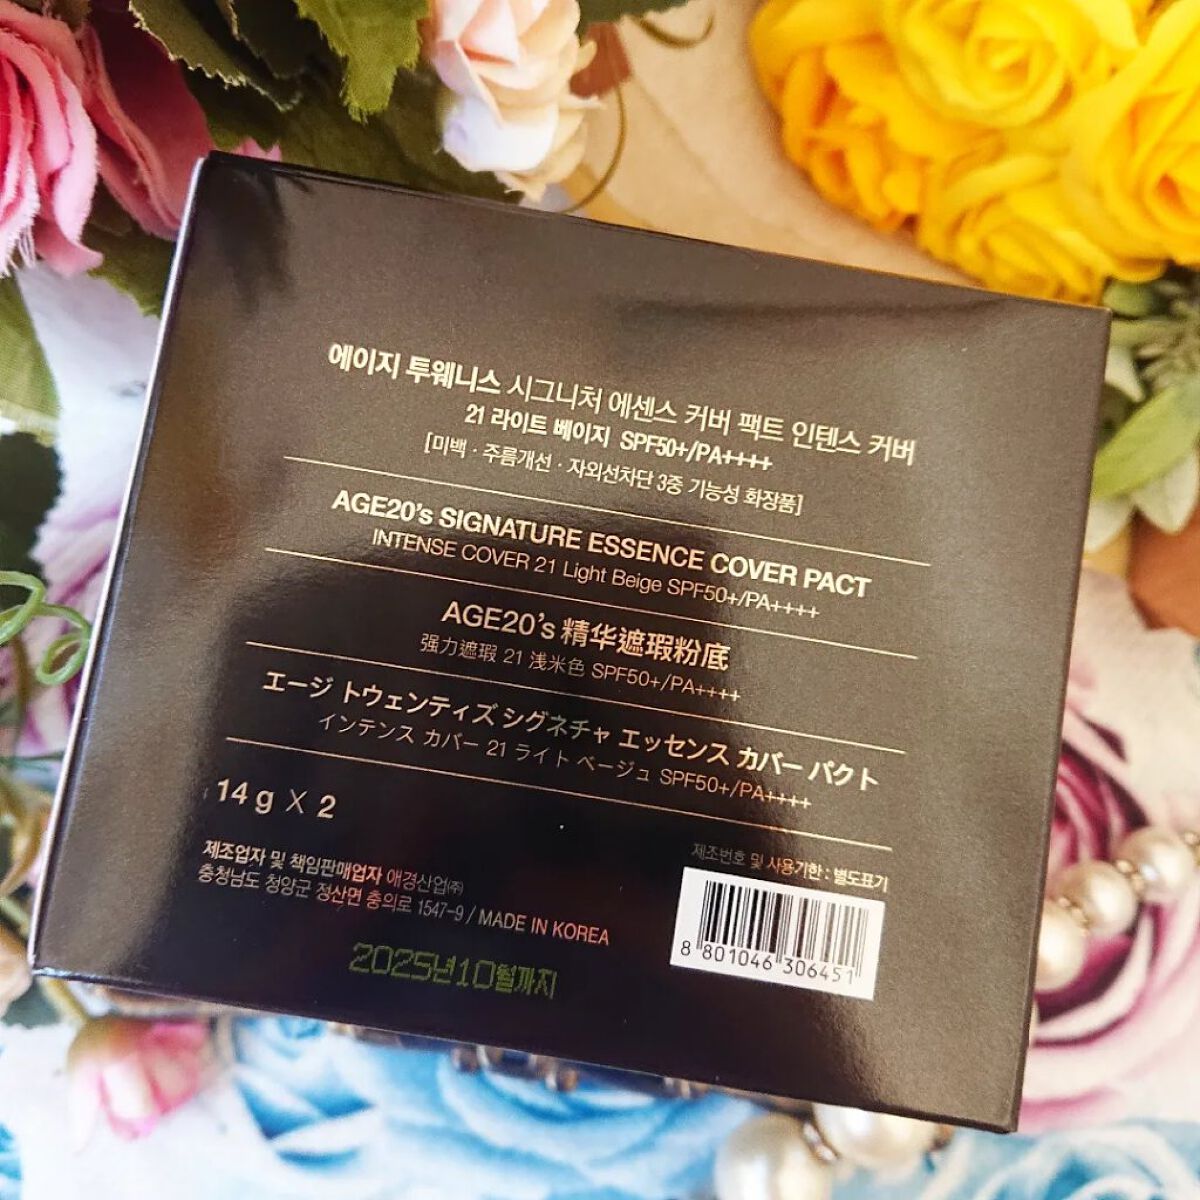 에이지 투웨니스 시그니처 에센스 커버 팩트 인텐스 커버
21 라이트 베이지 SPF50+/PA++++
[미백 · 주름개선 · 자외선차단 3중 기능성 화장품]
AGE20's SIGNATURE ESSENCE COVER PACT
INTENSE COVER 21 Light Beige SPF50+/PA++++
AGE20's 精华遮瑕粉底
强力遮瑕 21 浅米色 SPF50+/PA++++
エージ トウェンティズ シグネチャ エッセンス カバー パクト
インテンス カバー 21 ライト ベージュ SPF50+/PA++++
14 g X 2
제조업자 및 책임판매업자 애경산업㈜
충청남도 청양군 정산면 충의로 1547-9 / MADE IN KOREA
2025년10월까지
제조번호 및 사용기한 : 별도표기
8 801046 306451